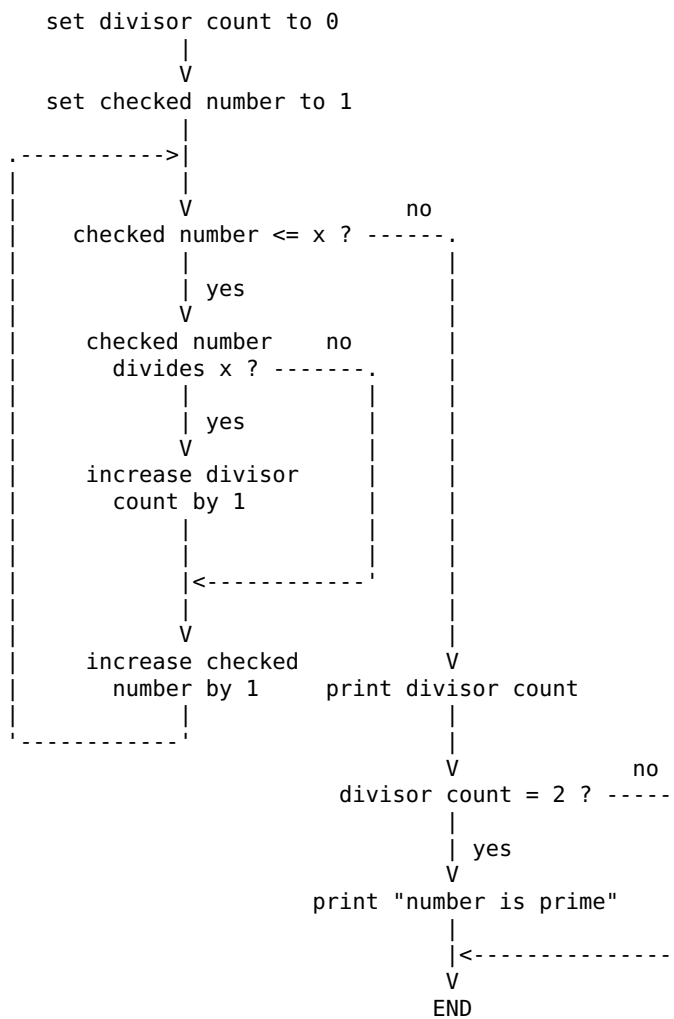 set divisor count to 0
set checked number to 1
no
checked number <= x ?
yes
checked number no
divides x ?
yes
increase divisor
count by 1
increase checked
number by 1 print divisor count
no
divisor count = 2 ?
yes
print "number is prime"
END